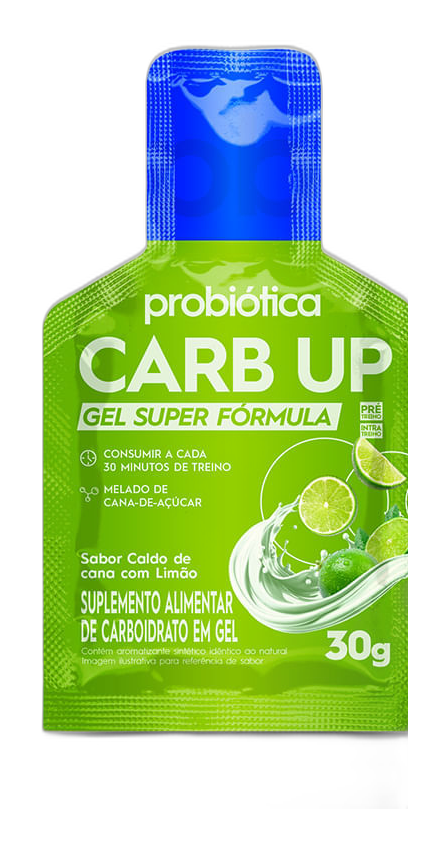 probiótica
CARB UP
GEL SUPER FÓRMULA
PRÉ
TREINO
INTRA
TREINO
CONSUMIR A CADA
30 MINUTOS DE TREINO
MELADO DE
CANA-DE-AÇÚCAR
Sabor Caldo de
cana com Limão
SUPLEMENTO ALIMENTAR
DE CARBOIDRATO EM GEL
Contém aromatizante sintético idêntico ao natural
Imagem ilustrativa para referência de sabor
30g